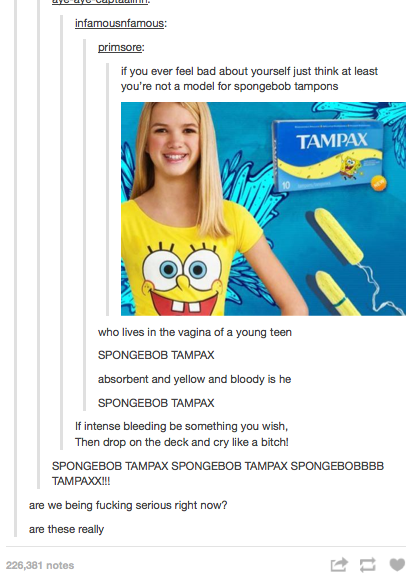 infamousnfamous:
primsore:
if you ever feel bad about yourself just think at least
you're not a model for spongebob tampons
TAMPAX
10
who lives in the vagina of a young teen
SPONGEBOB TAMPAX
absorbent and yellow and bloody is he
SPONGEBOB TAMPAX
If intense bleeding be something you wish,
Then drop on the deck and cry like a bitch!
SPONGEBOB TAMPAX SPONGEBOB TAMPAX SPONGEBOBBBB
TAMPAXX!!!
are we being fucking serious right now?
are these really
226,381 notes